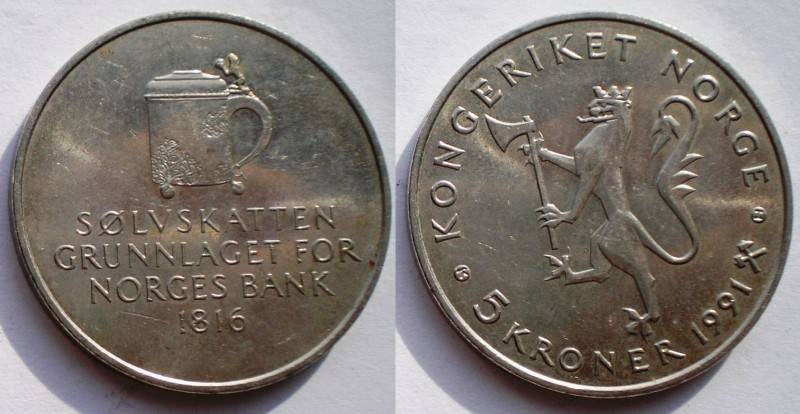 SØLVSKATTEN
GRUNNLAGET FOR
NORGES BANK
1816
KONGERIKET NORGE
5 KRONER 1991